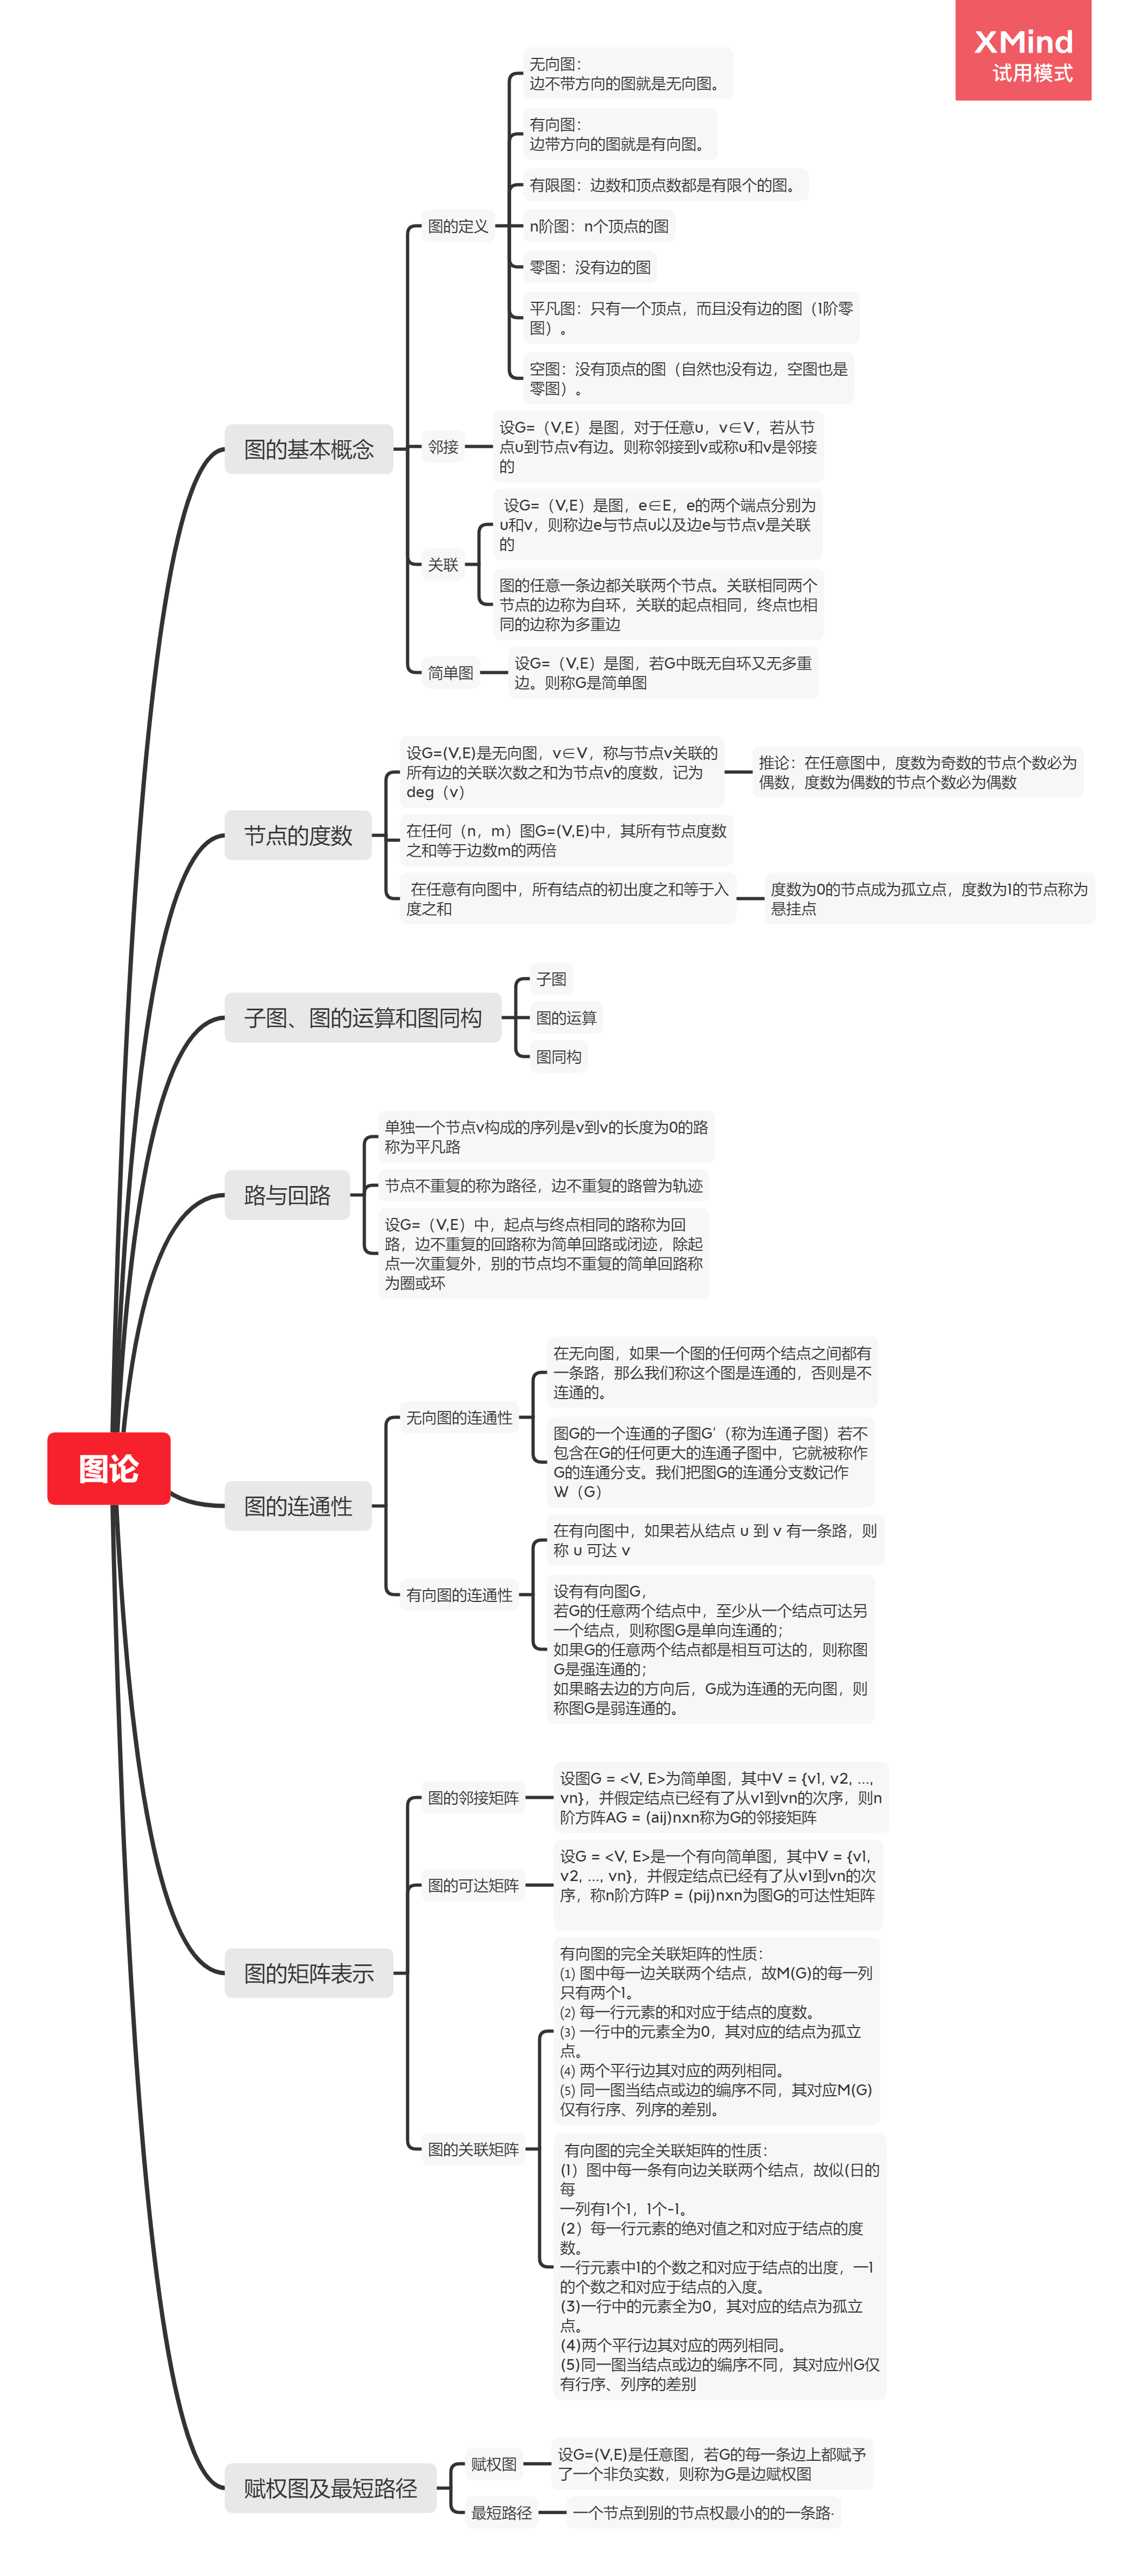 XMind
试用模式
图论
图的基本概念
图的定义
无向图：
边不带方向的图就是无向图。
有向图：
边带方向的图就是有向图。
有限图：边数和顶点数都是有限个的图。
n阶图：n个顶点的图
零图：没有边的图
平凡图：只有一个顶点，而且没有边的图（1阶零
图）。
空图：没有顶点的图（自然也没有边，空图也是
零图）。
邻接
设G=（V,E）是图，对于任意u，v∈V，若从节
点u到节点v有边。则称邻接到v或称u和v是邻接
的
关联
设G=（V,E）是图，e∈E，e的两个端点分别为
u和v，则称边e与节点u以及边e与节点v是关联
的
图的任意一条边都关联两个节点。关联相同两个
节点的边称为自环，关联的起点相同，终点也相
同的边称为多重边
简单图
设G=（V,E）是图，若G中既无自环又无多重
边。则称G是简单图
节点的度数
设G=(V,E)是无向图，v∈V，称与节点v关联的
所有边的关联次数之和为节点v的度数，记为
deg（v）
推论：在任意图中，度数为奇数的节点个数必为
偶数，度数为偶数的节点个数必为偶数
在任何（n，m）图G=(V,E)中，其所有节点度数
之和等于边数m的两倍
在任意有向图中，所有结点的初出度之和等于入
度之和
度数为0的节点成为孤立点，度数为1的节点称为
悬挂点
子图、图的运算和图同构
子图
图的运算
图同构
路与回路
单独一个节点v构成的序列是v到v的长度为0的路
称为平凡路
节点不重复的称为路径，边不重复的路曾为轨迹
设G=（V,E）中，起点与终点相同的路称为回
路，边不重复的回路称为简单回路或闭迹，除起
点一次重复外，别的节点均不重复的简单回路称
为圈或环
图的连通性
无向图的连通性
在无向图，如果一个图的任何两个结点之间都有
一条路，那么我们称这个图是连通的，否则是不
连通的。
图G的一个连通的子图G′（称为连通子图）若不
包含在G的任何更大的连通子图中，它就被称作
G的连通分支。我们把图G的连通分支数记作
W（G）
有向图的连通性
在有向图中，如果若从结点 u 到 v 有一条路，则
称 u 可达 v
设有有向图G，
若G的任意两个结点中，至少从一个结点可达另
一个结点，则称图G是单向连通的；
如果G的任意两个结点都是相互可达的，则称图
G是强连通的；
如果略去边的方向后，G成为连通的无向图，则
称图G是弱连通的。
图的矩阵表示
图的邻接矩阵
设图G = <V, E>为简单图，其中V = {v1, v2, …,
vn}，并假定结点已经有了从v1到vn的次序，则n
阶方阵AG = (aij)nxn称为G的邻接矩阵
图的可达矩阵
设G = <V, E>是一个有向简单图，其中V = {v1,
v2, …, vn}，并假定结点已经有了从v1到vn的次
序，称n阶方阵P = (pij)nxn为图G的可达性矩阵
图的关联矩阵
有向图的完全关联矩阵的性质：
⑴ 图中每一边关联两个结点，故M(G)的每一列
只有两个1。
⑵ 每一行元素的和对应于结点的度数。
⑶ 一行中的元素全为0，其对应的结点为孤立
点。
⑷ 两个平行边其对应的两列相同。
⑸ 同一图当结点或边的编序不同，其对应M(G)
仅有行序、列序的差别。
有向图的完全关联矩阵的性质：
(1）图中每一条有向边关联两个结点，故似(日的
每
一列有1个1，1个-1。
(2）每一行元素的绝对值之和对应于结点的度
数。
一行元素中1的个数之和对应于结点的出度，一1
的个数之和对应于结点的入度。
(3)一行中的元素全为0，其对应的结点为孤立
点。
(4)两个平行边其对应的两列相同。
(5)同一图当结点或边的编序不同，其对应州G仅
有行序、列序的差别
赋权图及最短路径
赋权图
设G=(V,E)是任意图，若G的每一条边上都赋予
了一个非负实数，则称为G是边赋权图
最短路径
一个节点到别的节点权最小的的一条路·